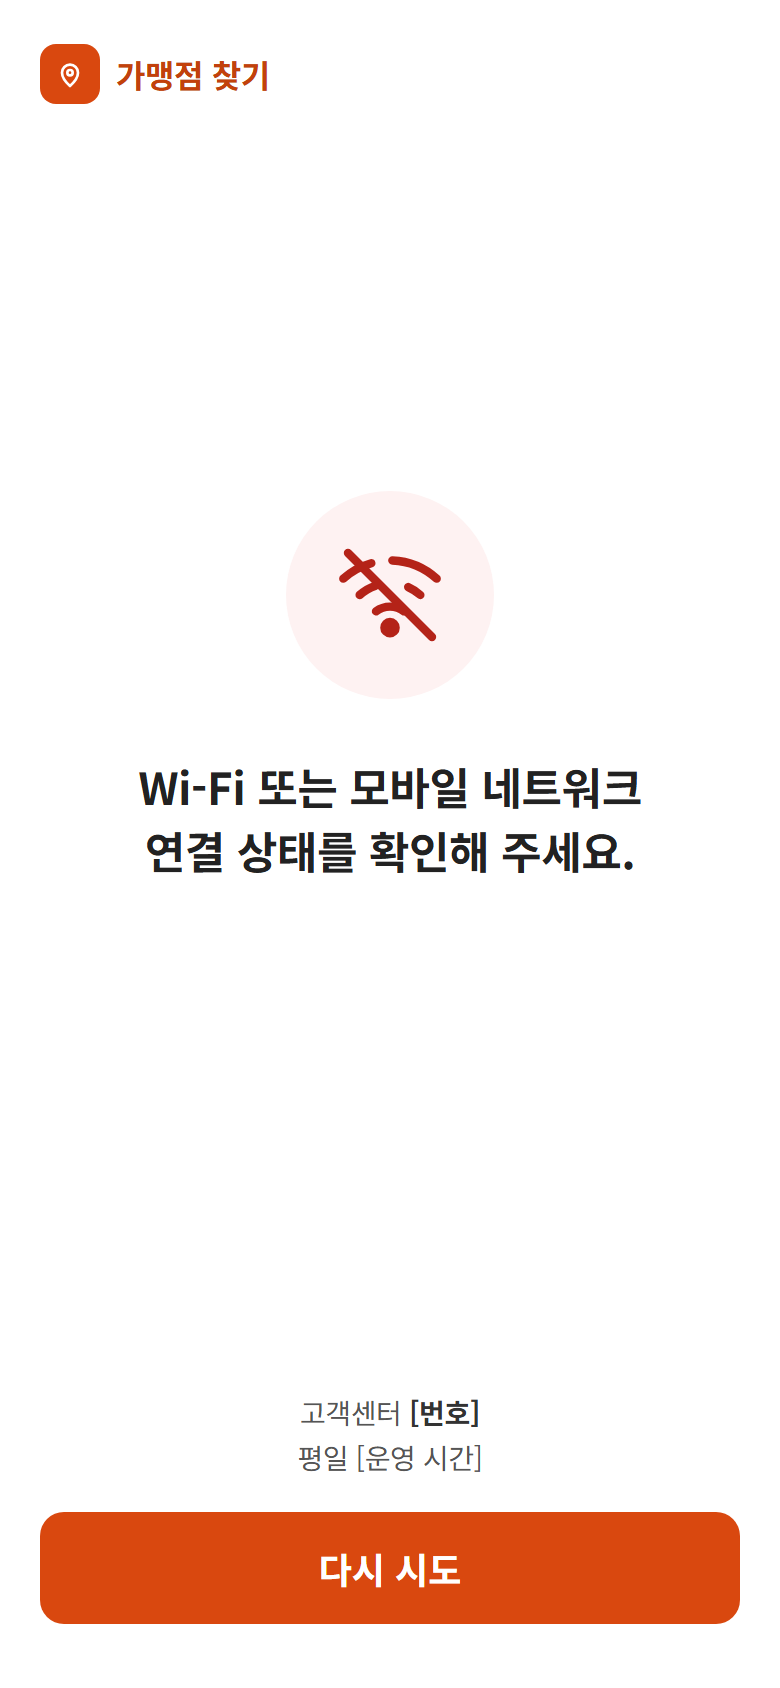 가맹점 찾기
Wi-Fi 또는 모바일 네트워크
연결 상태를 확인해 주세요.
고객센터 [번호]
평일 [운영 시간]
다시 시도